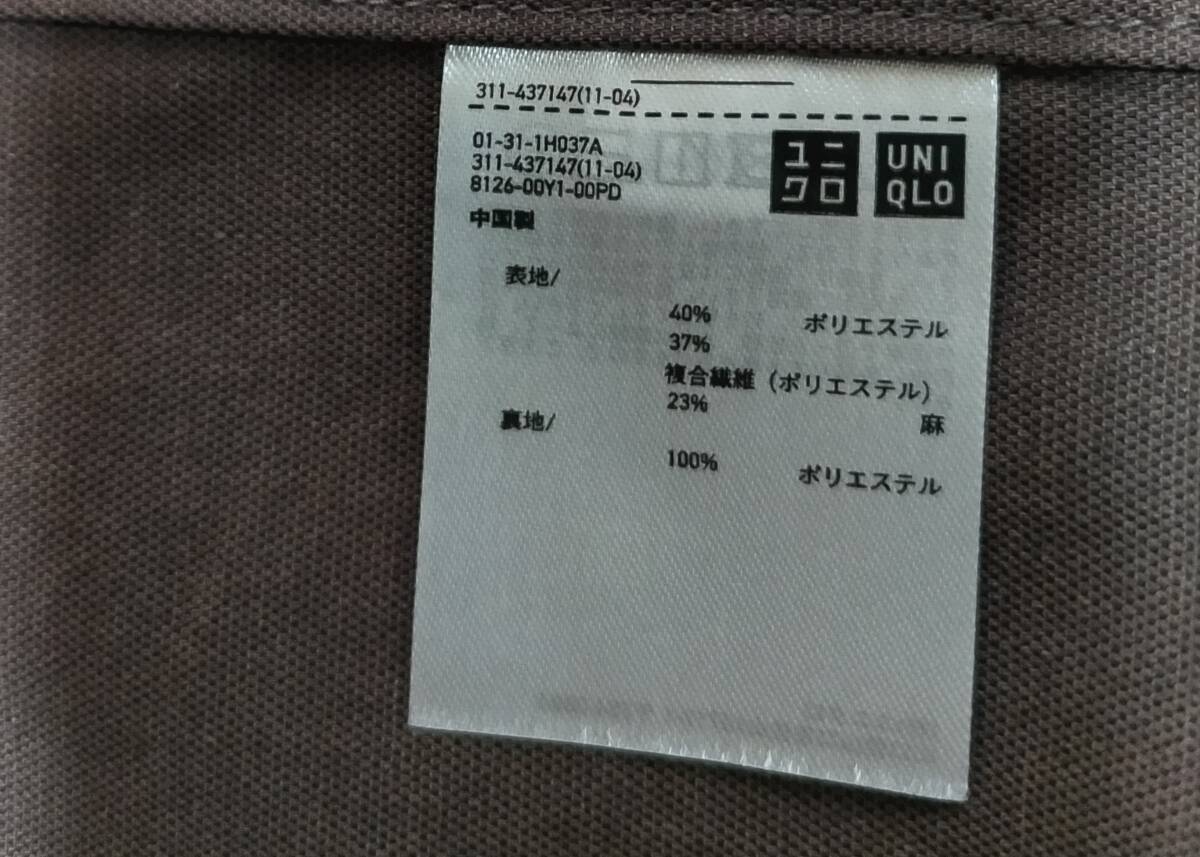 311-437147(11-04)
01-31-1H037A
311-437147(11-04)
8126-00Y1-00PD
中国製
ユニ
クロ
UNI
QLO
表地/
40% ポリエステル
37%
複合繊維（ポリエステル）
23% 麻
裏地/
100% ポリエステル